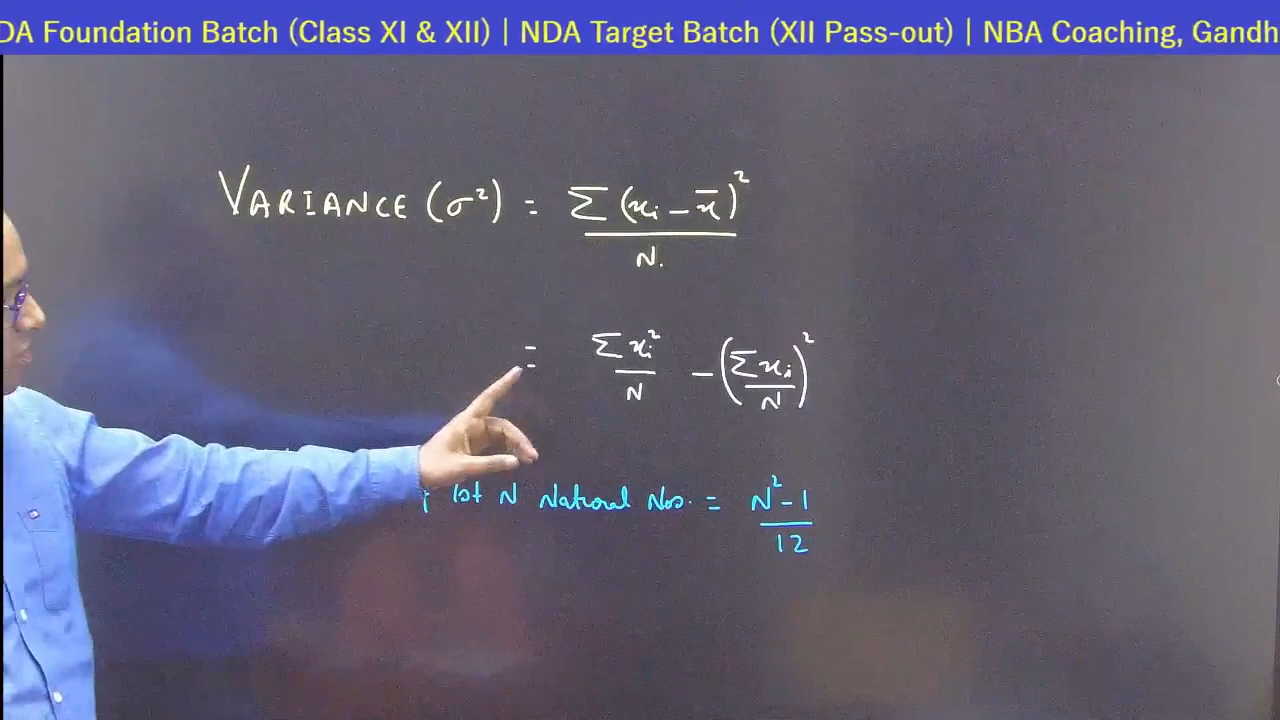 DA Foundation Batch (Class XI & XII) | NDA Target Batch (XII Pass-out) | NBA Coaching, Gandh
VARIANCE (σ²) = Σ(xᵢ - x̄)² / N.
= Σxᵢ² / N - (Σxᵢ / N)²
1st N Natural Nos. = N² - 1 / 12